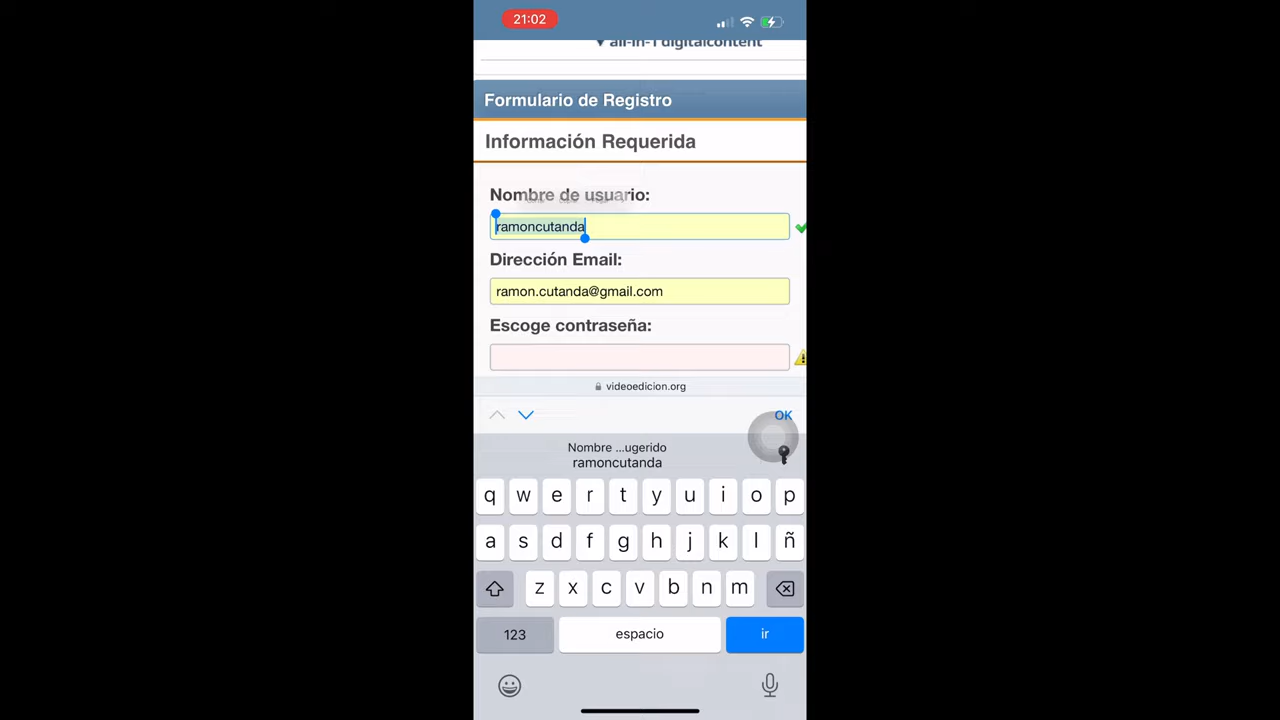 21:02
all-in-1 digitalcontent
Formulario de Registro
Información Requerida
Nombre de usuario:
ramoncutanda
Dirección Email:
ramon.cutanda@gmail.com
Escoge contraseña:
videoedicion.org
OK
Nombre ...ugerido
ramoncutanda
q w e r t y u i o p
a s d f g h j k l ñ
z x c v b n m
123 espacio ir